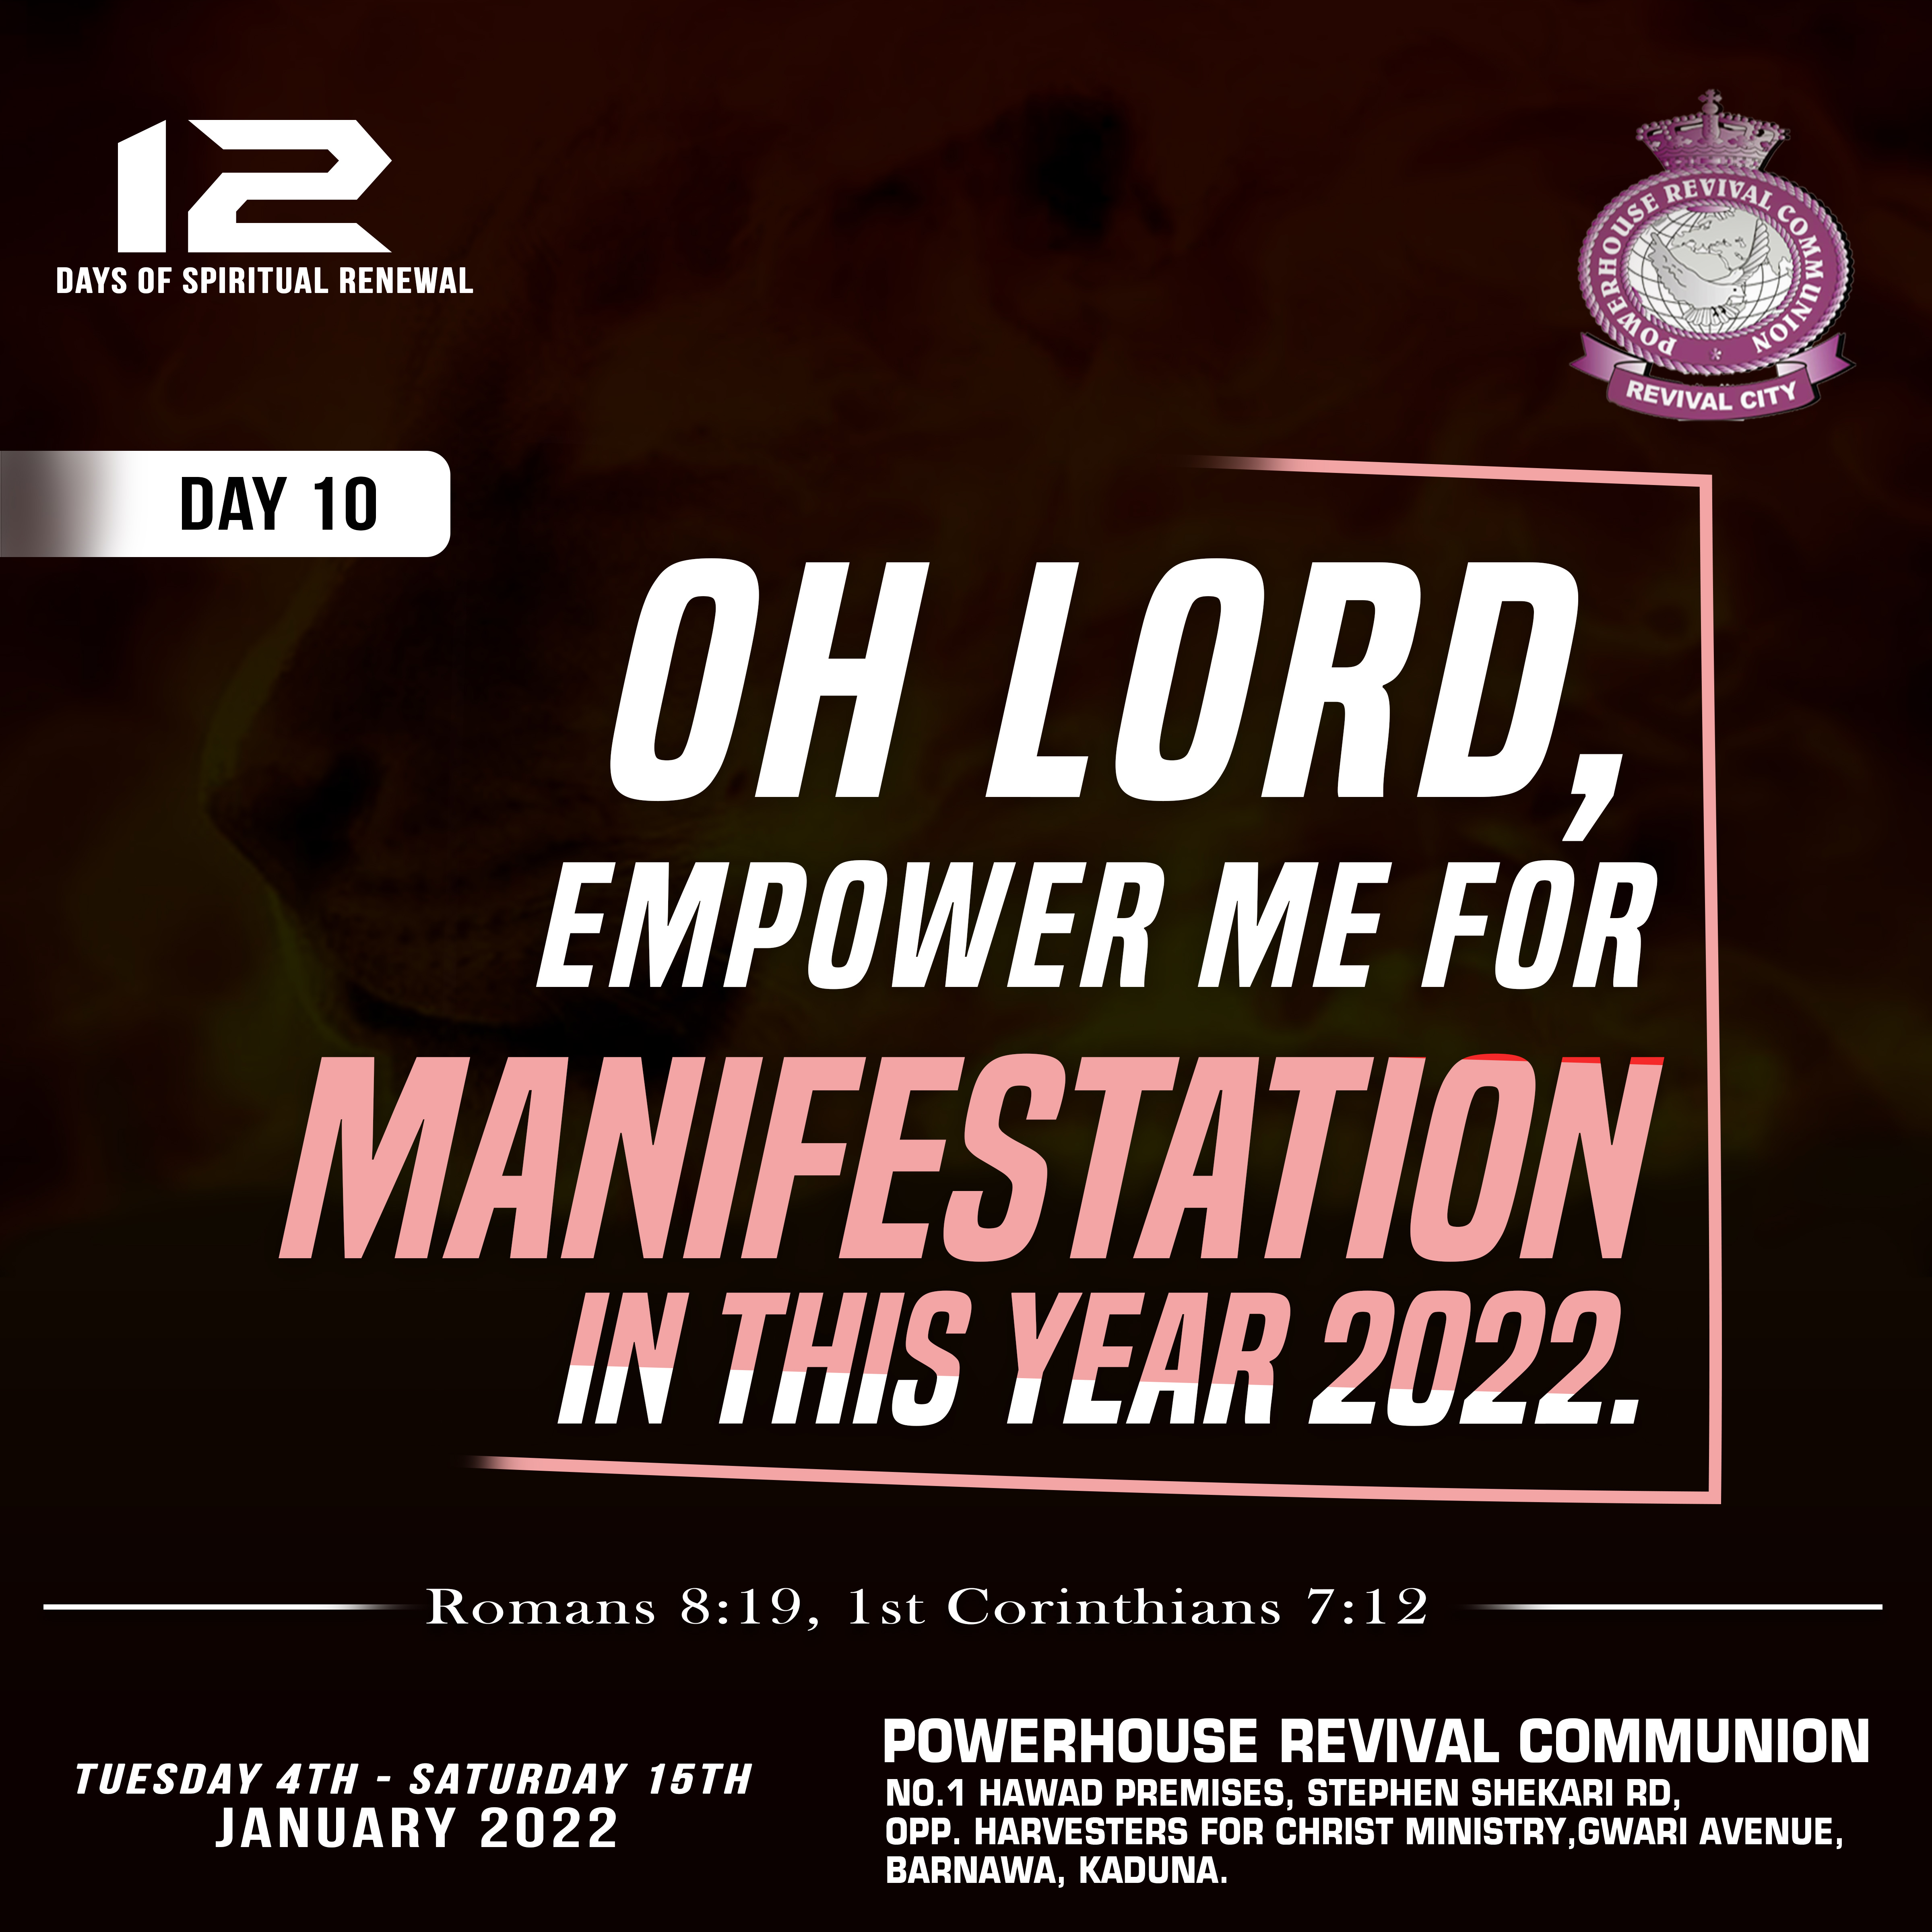 12
DAYS OF SPIRITUAL RENEWAL
POWERHOUSE REVIVAL COMMUNION
*
REVIVAL CITY
DAY 10
OH LORD,
EMPOWER ME FOR
MANIFESTATION
IN THIS YEAR 2022.
Romans 8:19, 1st Corinthians 7:12
TUESDAY 4TH - SATURDAY 15TH
JANUARY 2022
POWERHOUSE REVIVAL COMMUNION
NO.1 HAWAD PREMISES, STEPHEN SHEKARI RD,
OPP. HARVESTERS FOR CHRIST MINISTRY,GWARI AVENUE,
BARNAWA, KADUNA.